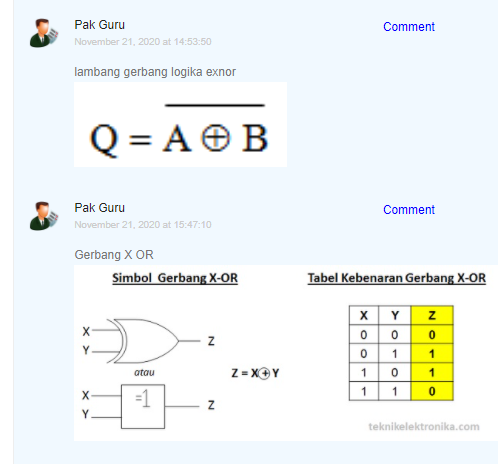 Pak Guru
Comment
November 21, 2020 at 14:53:50
lambang gerbang logika exnor
Q = \overline{A ⊕ B}
Pak Guru
Comment
November 21, 2020 at 15:47:10
Gerbang X OR
Simbol Gerbang X-OR
Tabel Kebenaran Gerbang X-OR
X
Y
Z
atau
Z = X⊕Y
X
Y
=1
Z
X Y Z
0 0 0
0 1 1
1 0 1
1 1 0
teknikelektronika.com